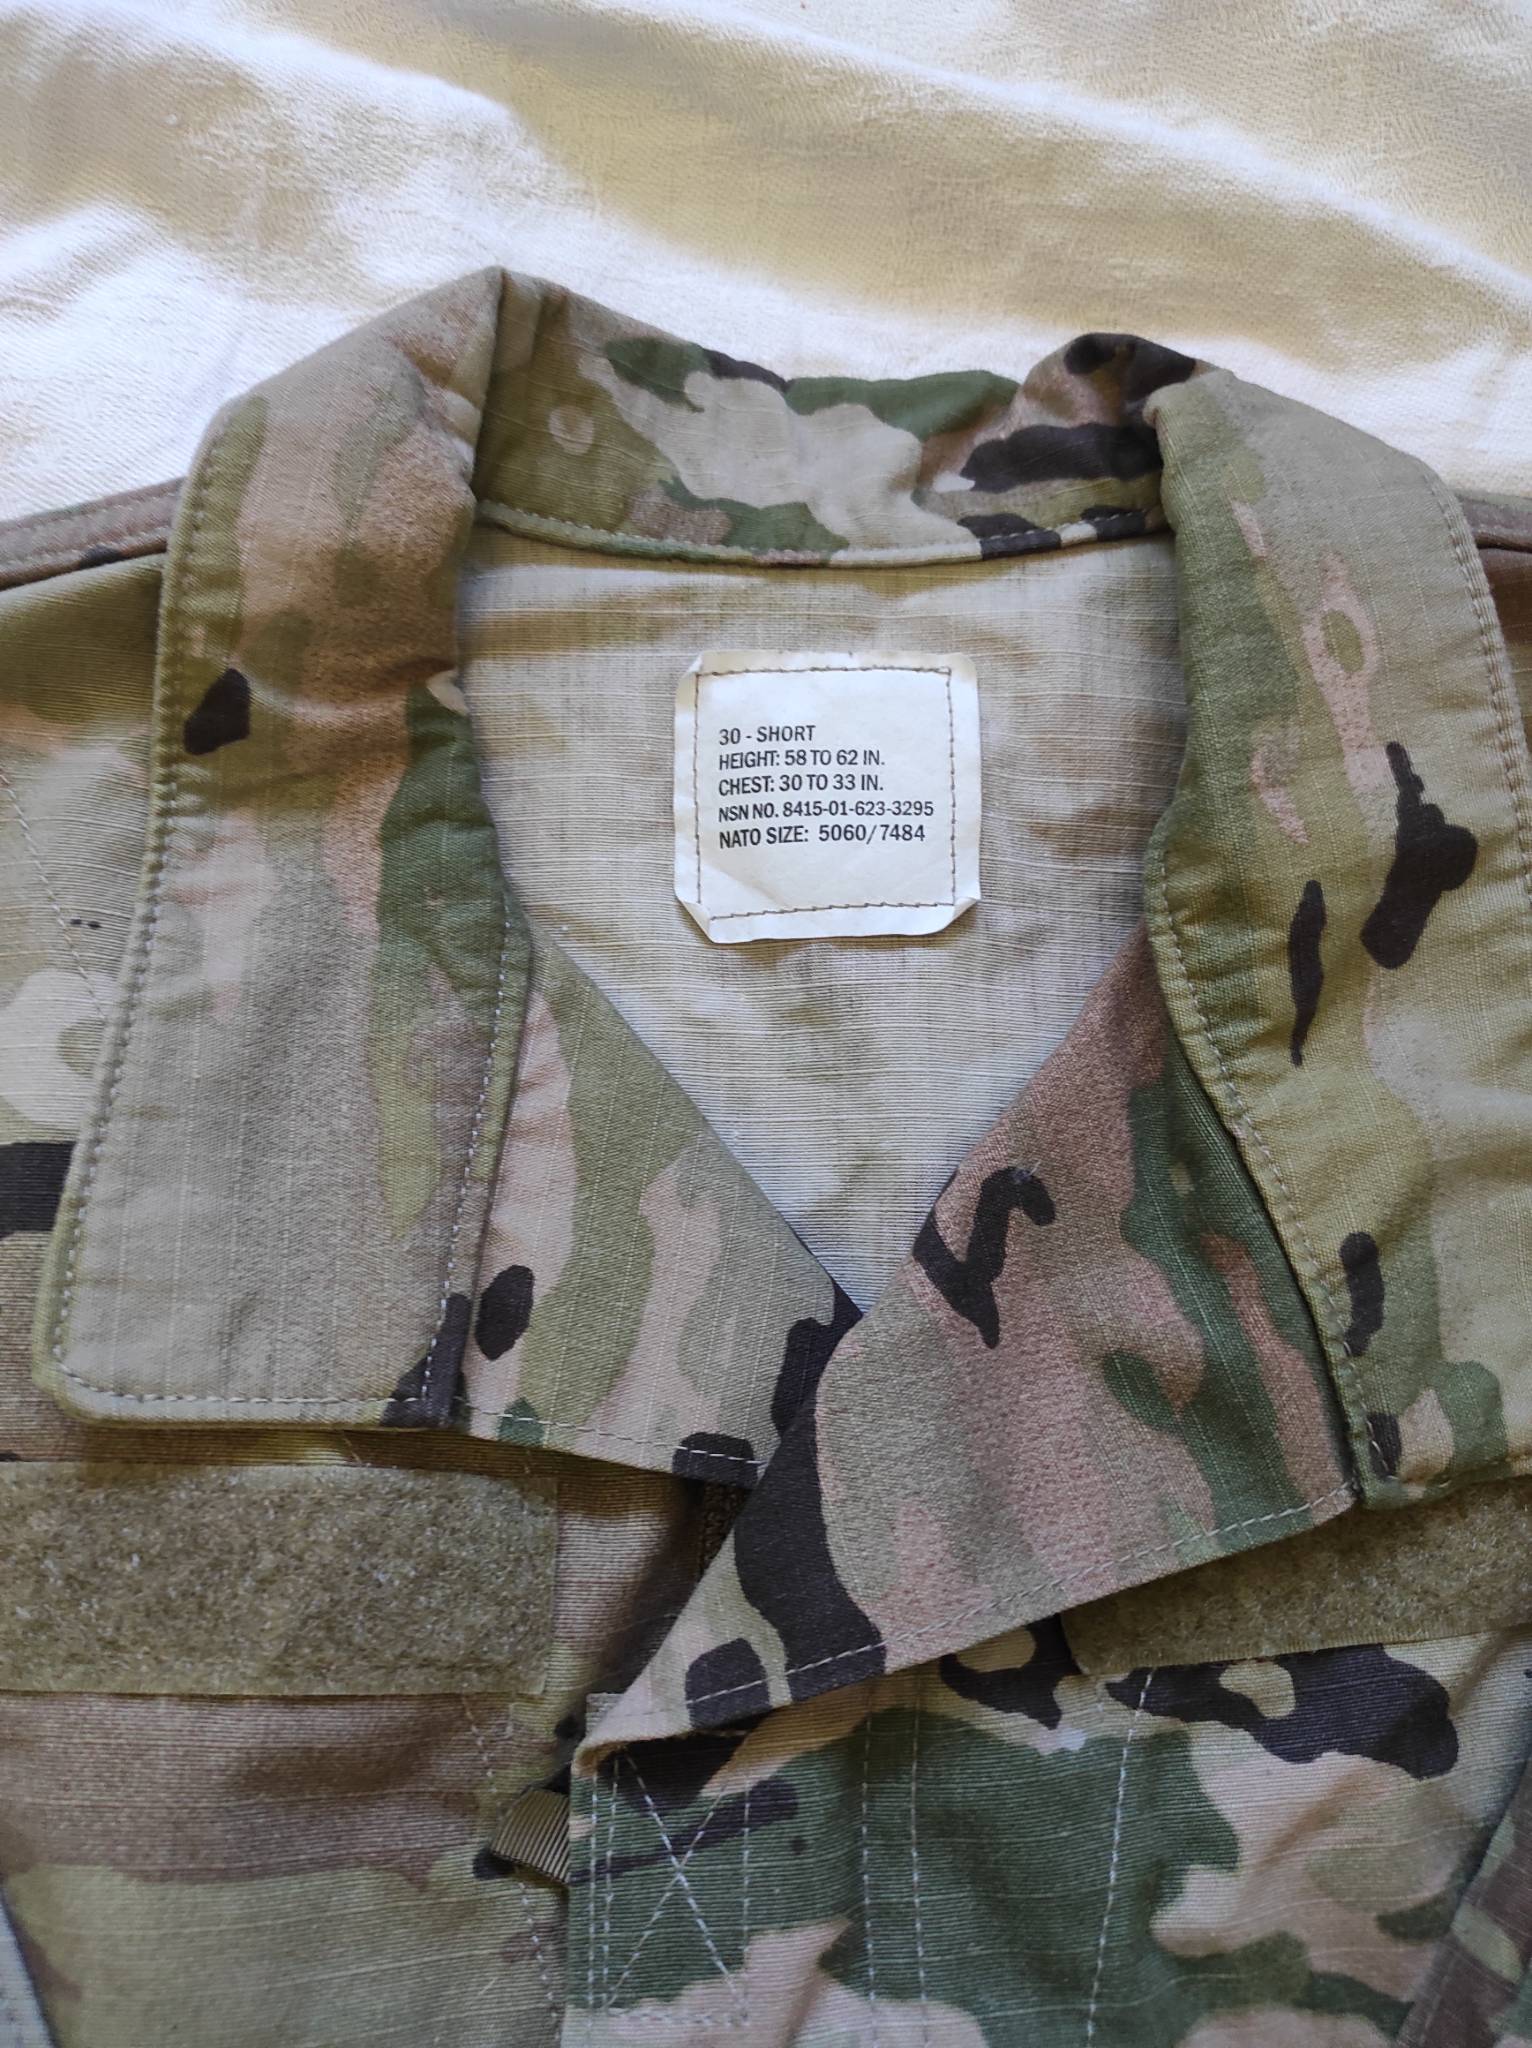 30 - SHORT
HEIGHT: 58 TO 62 IN.
CHEST: 30 TO 33 IN.
NSN NO. 8415-01-623-3295
NATO SIZE: 5060/7484